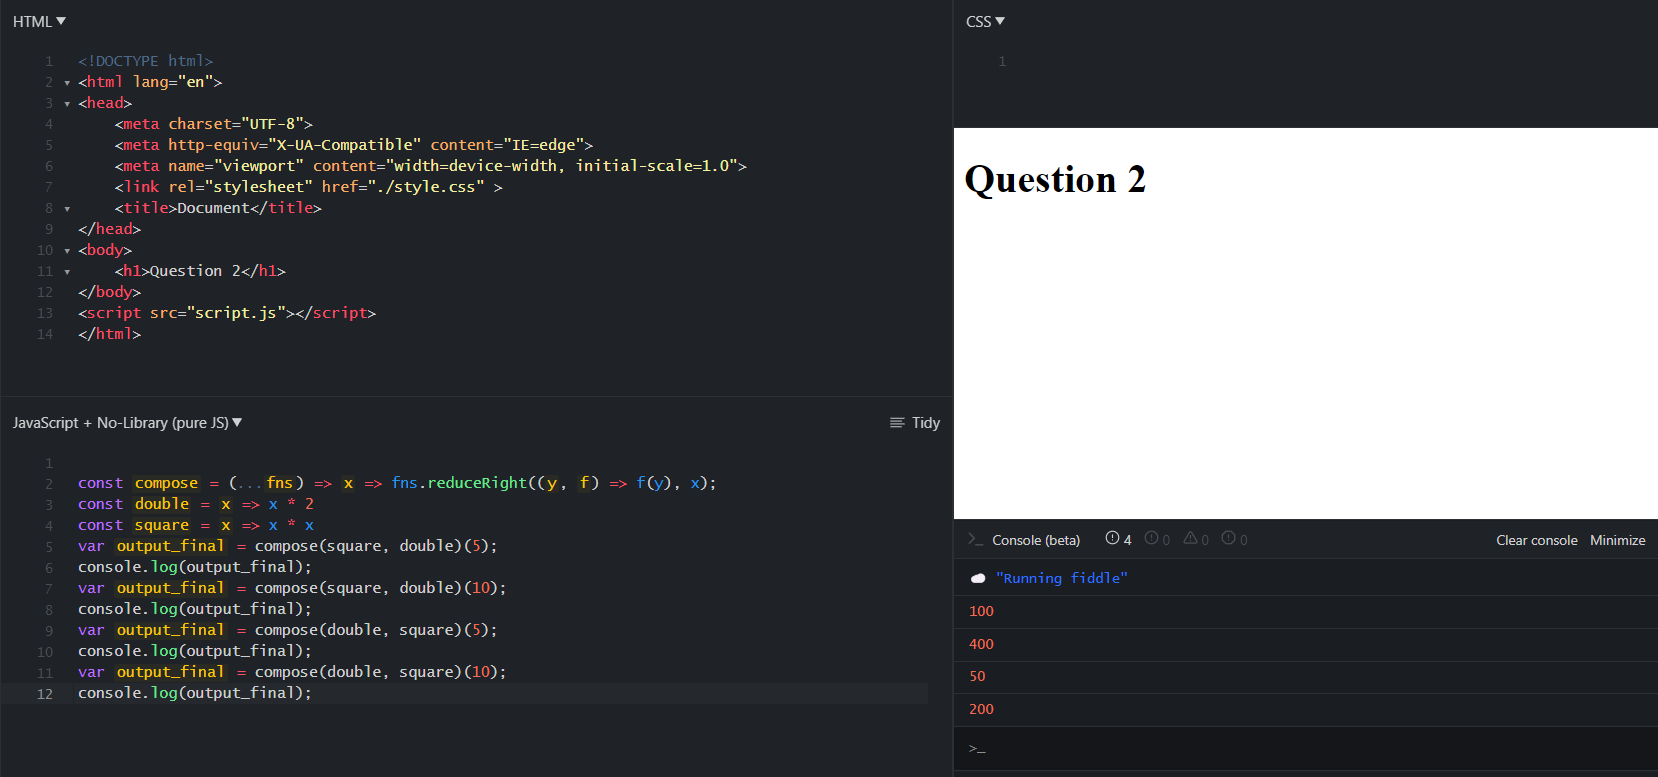 HTML ▼
1 <!DOCTYPE html>
2 ▾ <html lang="en">
3 ▾ <head>
4     <meta charset="UTF-8">
5     <meta http-equiv="X-UA-Compatible" content="IE=edge">
6     <meta name="viewport" content="width=device-width, initial-scale=1.0">
7     <link rel="stylesheet" href="./style.css" >
8 ▾     <title>Document</title>
9 </head>
10 ▾ <body>
11 ▾     <h1>Question 2</h1>
12 </body>
13 <script src="script.js"></script>
14 </html>
JavaScript + No-Library (pure JS) ▼ Tidy
1
2 const compose = (...fns) => x => fns.reduceRight((y, f) => f(y), x);
3 const double = x => x * 2
4 const square = x => x * x
5 var output_final = compose(square, double)(5);
6 console.log(output_final);
7 var output_final = compose(square, double)(10);
8 console.log(output_final);
9 var output_final = compose(double, square)(5);
10 console.log(output_final);
11 var output_final = compose(double, square)(10);
12 console.log(output_final);
CSS ▼
1
Question 2
>_ Console (beta) 4 0 0 0 Clear console Minimize
"Running fiddle"
100
400
50
200
>_